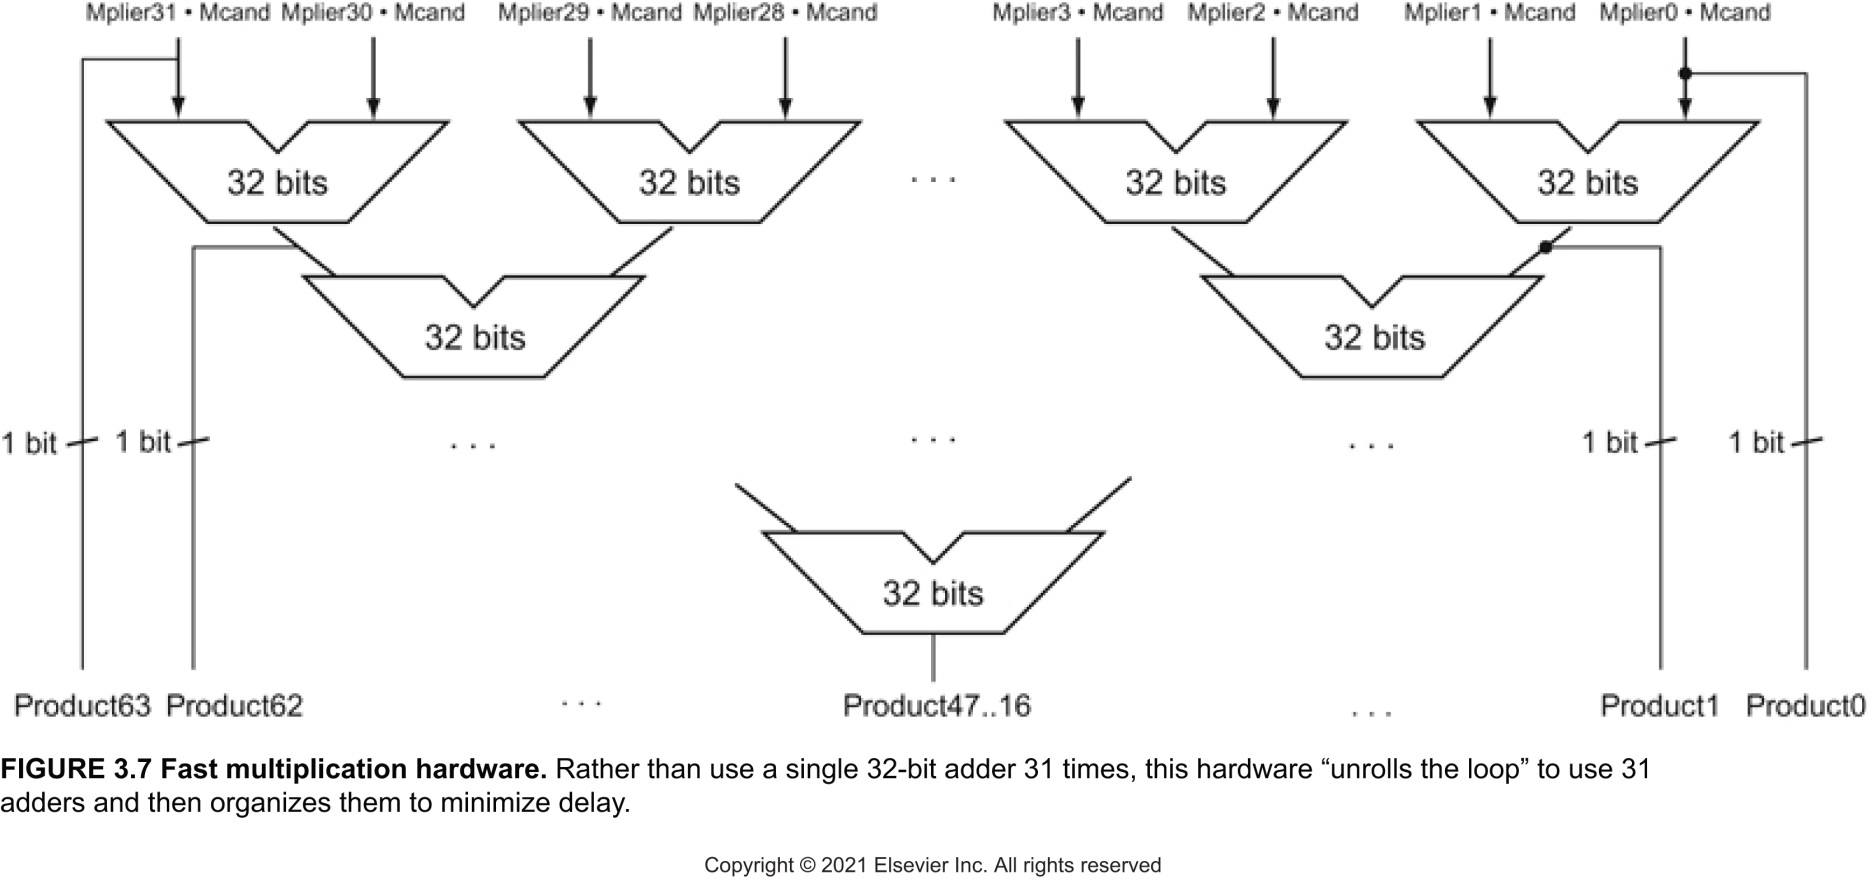 Mplier31 • Mcand Mplier30 • Mcand Mplier29 • Mcand Mplier28 • Mcand Mplier3 • Mcand Mplier2 • Mcand Mplier1 • Mcand Mplier0 • Mcand
32 bits 32 bits . . . 32 bits 32 bits
32 bits 32 bits
1 bit 1 bit . . . . . . . . . 1 bit 1 bit
32 bits
Product63 Product62 . . . Product47..16 . . . Product1 Product0
FIGURE 3.7 Fast multiplication hardware. Rather than use a single 32-bit adder 31 times, this hardware “unrolls the loop” to use 31
adders and then organizes them to minimize delay.
Copyright © 2021 Elsevier Inc. All rights reserved